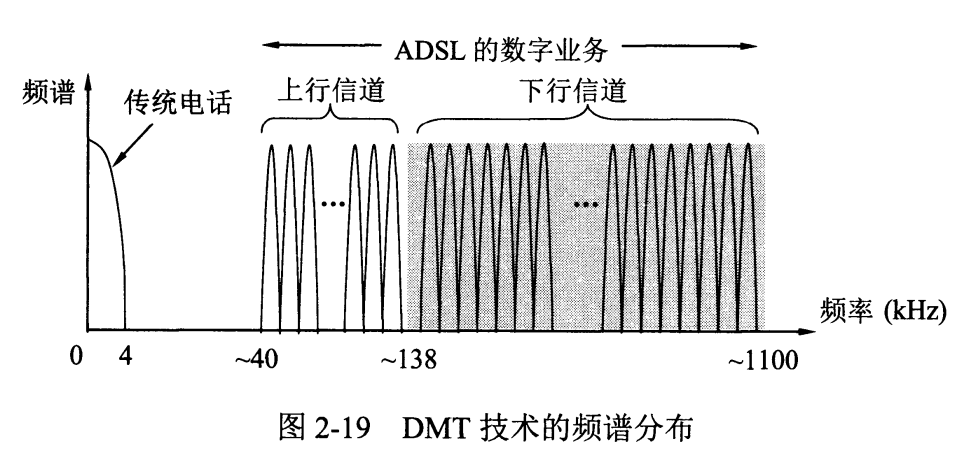 ADSL 的数字业务
频谱
传统电话
上行信道
下行信道
...
...
频率 (kHz)
0
4
~40
~138
~1100
图 2-19 DMT 技术的频谱分布